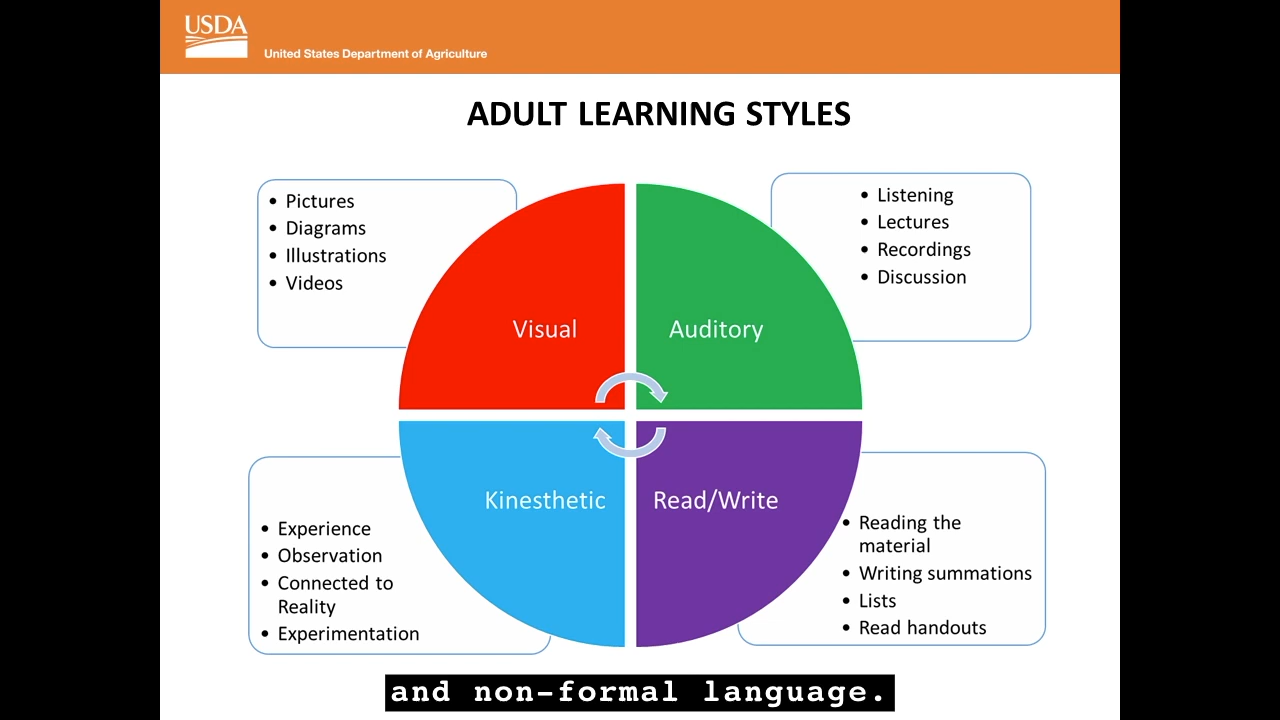 USDA
United States Department of Agriculture
ADULT LEARNING STYLES
• Pictures
• Diagrams
• Illustrations
• Videos
• Listening
• Lectures
• Recordings
• Discussion
Visual
Auditory
Kinesthetic
Read/Write
• Experience
• Observation
• Connected to
Reality
• Experimentation
• Reading the
material
• Writing summations
• Lists
• Read handouts
and non-formal language.